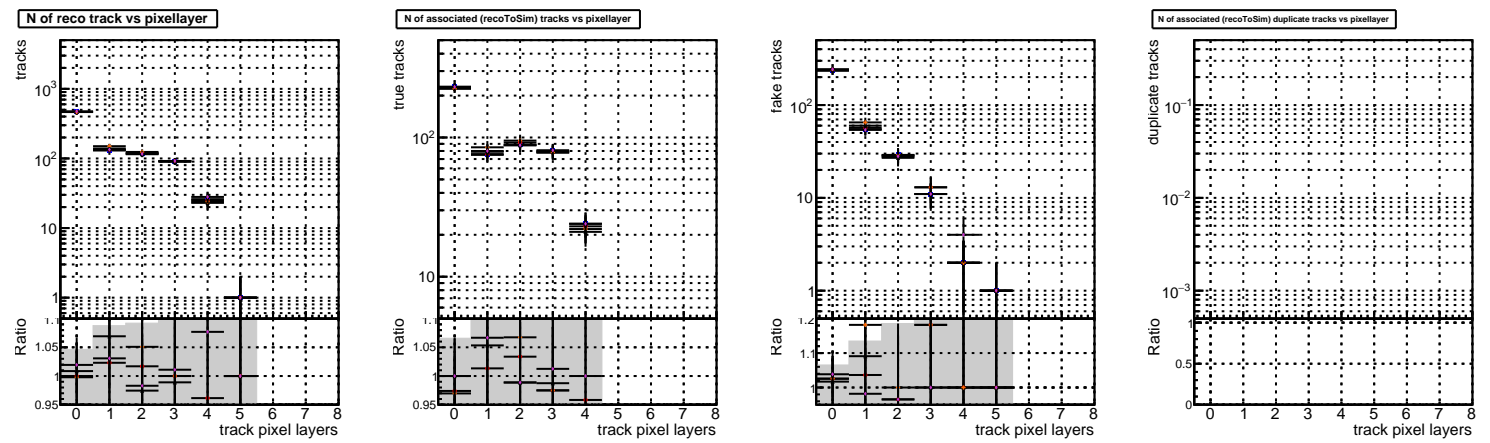 N of reco track vs pixellayer
tracks
10³
10²
10
1
Ratio
1.1
1.05
1
0.95
0 1 2 3 4 5 6 7 8
track pixel layers
N of associated (recoToSim) tracks vs pixellayer
true tracks
10²
10
Ratio
1.1
1.05
1
0.95
0 1 2 3 4 5 6 7 8
track pixel layers
fake tracks
10²
10
1
Ratio
1.2
1.1
1
0 1 2 3 4 5 6 7 8
track pixel layers
N of associated (recoToSim) duplicate tracks vs pixellayer
duplicate tracks
10⁻¹
10⁻²
10⁻³
Ratio
1
0.5
0
0 1 2 3 4 5 6 7 8
track pixel layers